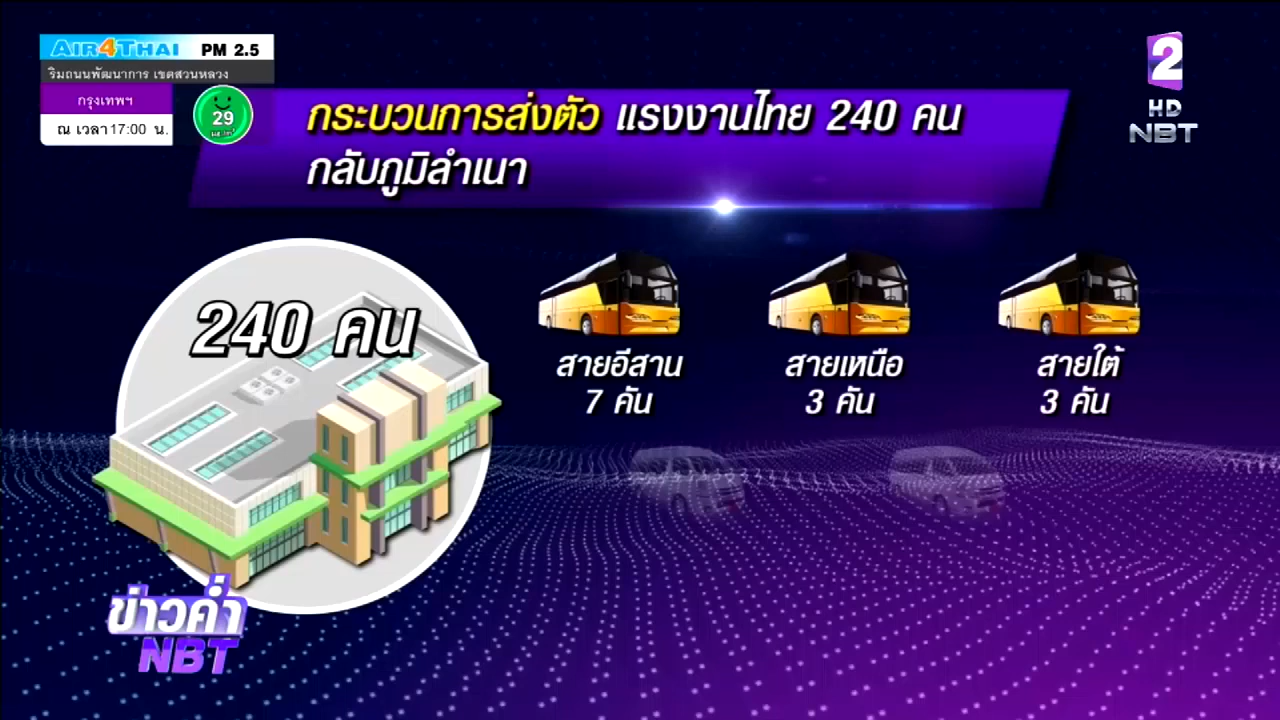 AIR4THAI PM 2.5
ริมถนนพัฒนาการ เขตสวนหลวง
กรุงเทพฯ
ณ เวลา 17:00 น.
29
2
HD
NBT
กระบวนการส่งตัว แรงงานไทย 240 คน
กลับภูมิลำเนา
240 คน
สายอีสาน
7 คัน
สายเหนือ
3 คัน
สายใต้
3 คัน
ข่าวค่ำ
NBT